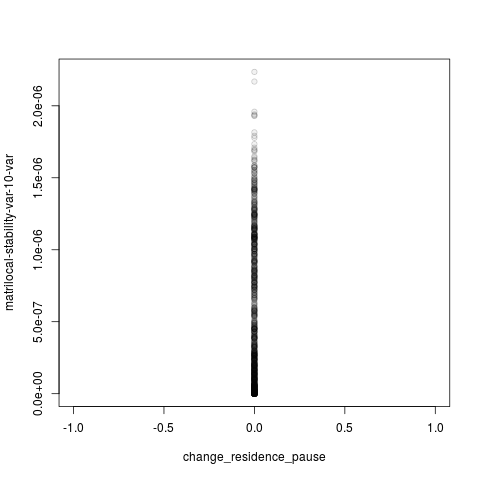 matrilocal-stability-var-10-var
2.0e-06
1.5e-06
1.0e-06
5.0e-07
0.0e+00
-1.0 -0.5 0.0 0.5 1.0
change_residence_pause